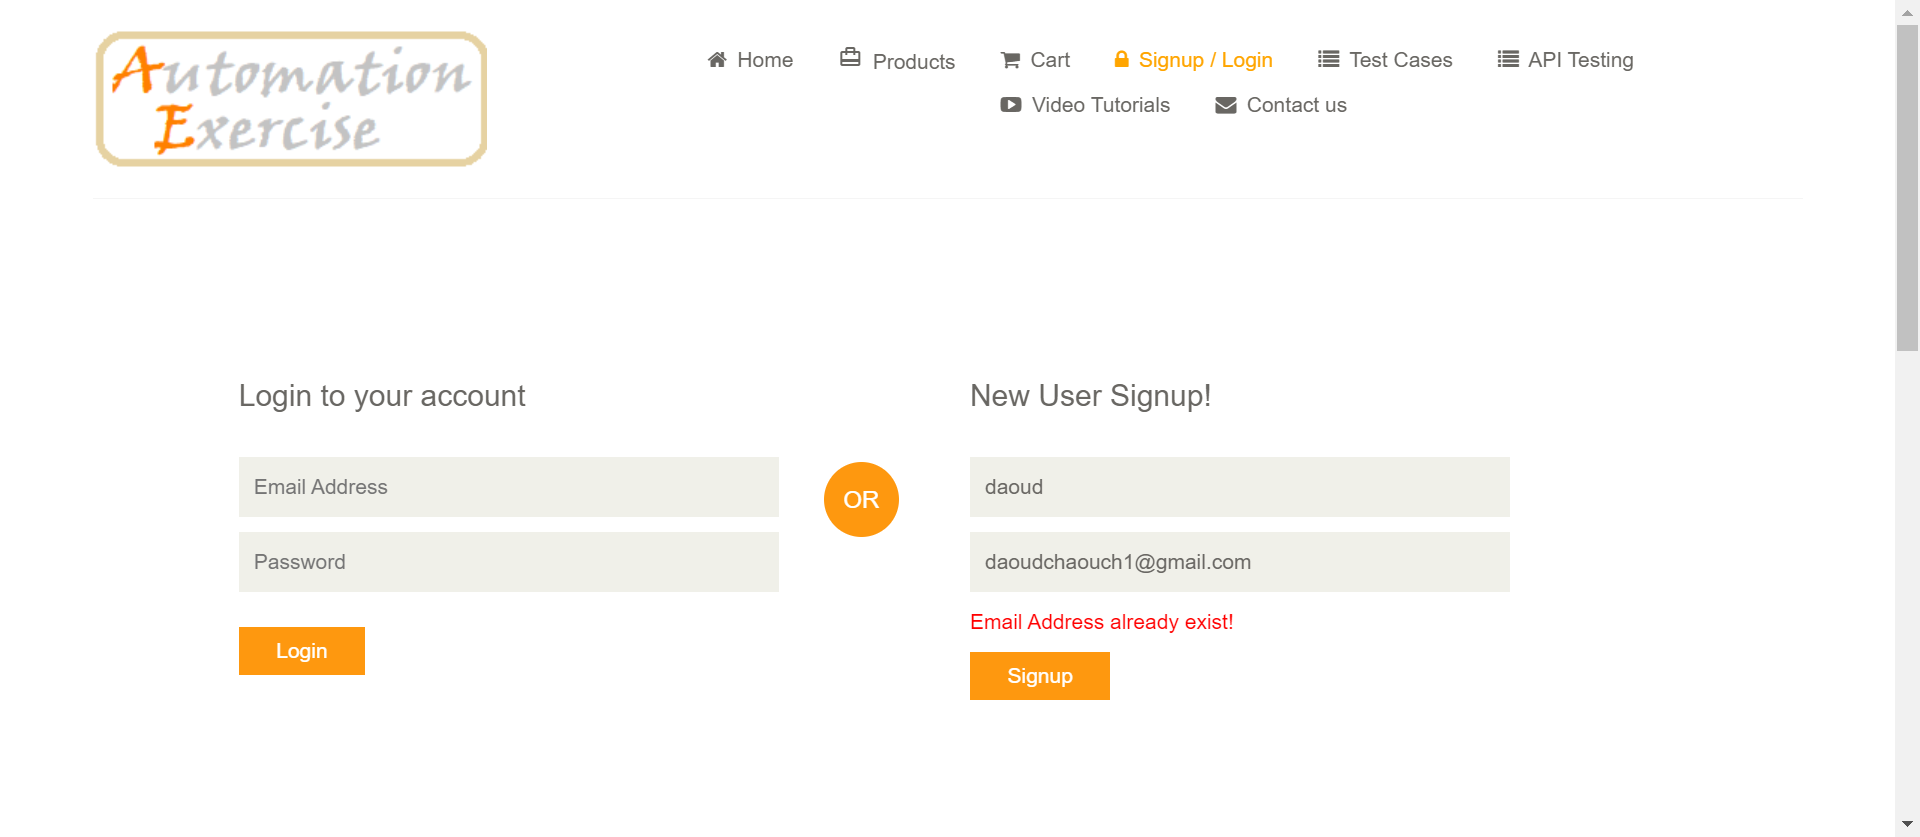 Automation
Exercise
Home Products Cart Signup / Login Test Cases API Testing
Video Tutorials Contact us
Login to your account
Email Address
Password
Login
OR
New User Signup!
daoud
daoudchaouch1@gmail.com
Email Address already exist!
Signup